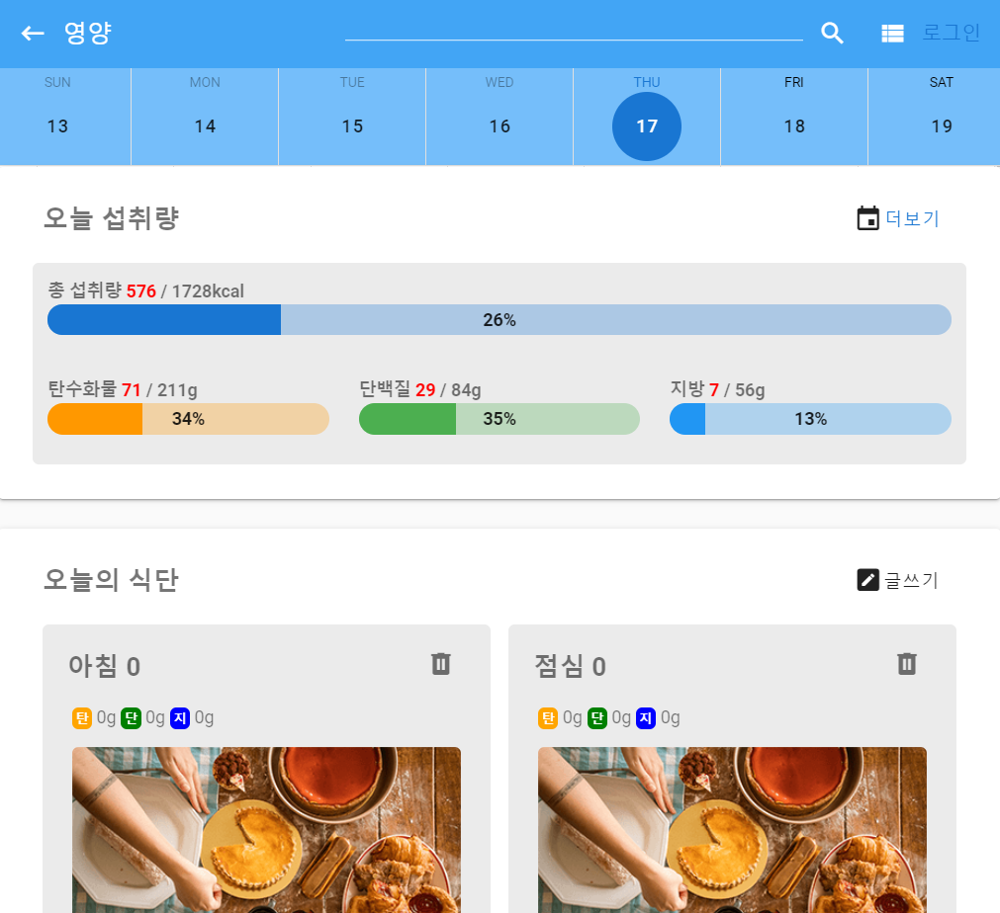 영양 로그인
SUN MON TUE WED THU FRI SAT
13 14 15 16 17 18 19
오늘 섭취량 더보기
총 섭취량 576 / 1728kcal
26%
탄수화물 71 / 211g 단백질 29 / 84g 지방 7 / 56g
34% 35% 13%
오늘의 식단 글쓰기
아침 0 점심 0
탄 0g 단 0g 지 0g 탄 0g 단 0g 지 0g